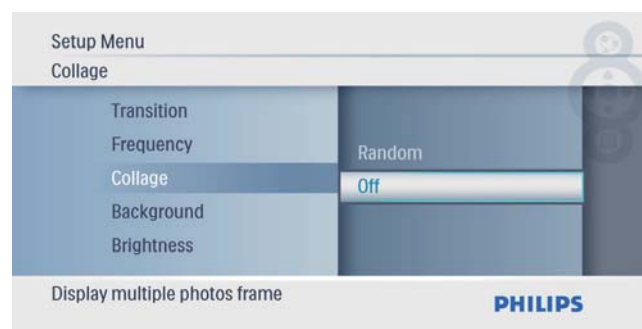 Setup Menu
Collage
Transition
Frequency
Collage
Background
Brightness
Random
Off
Display multiple photos frame
PHILIPS